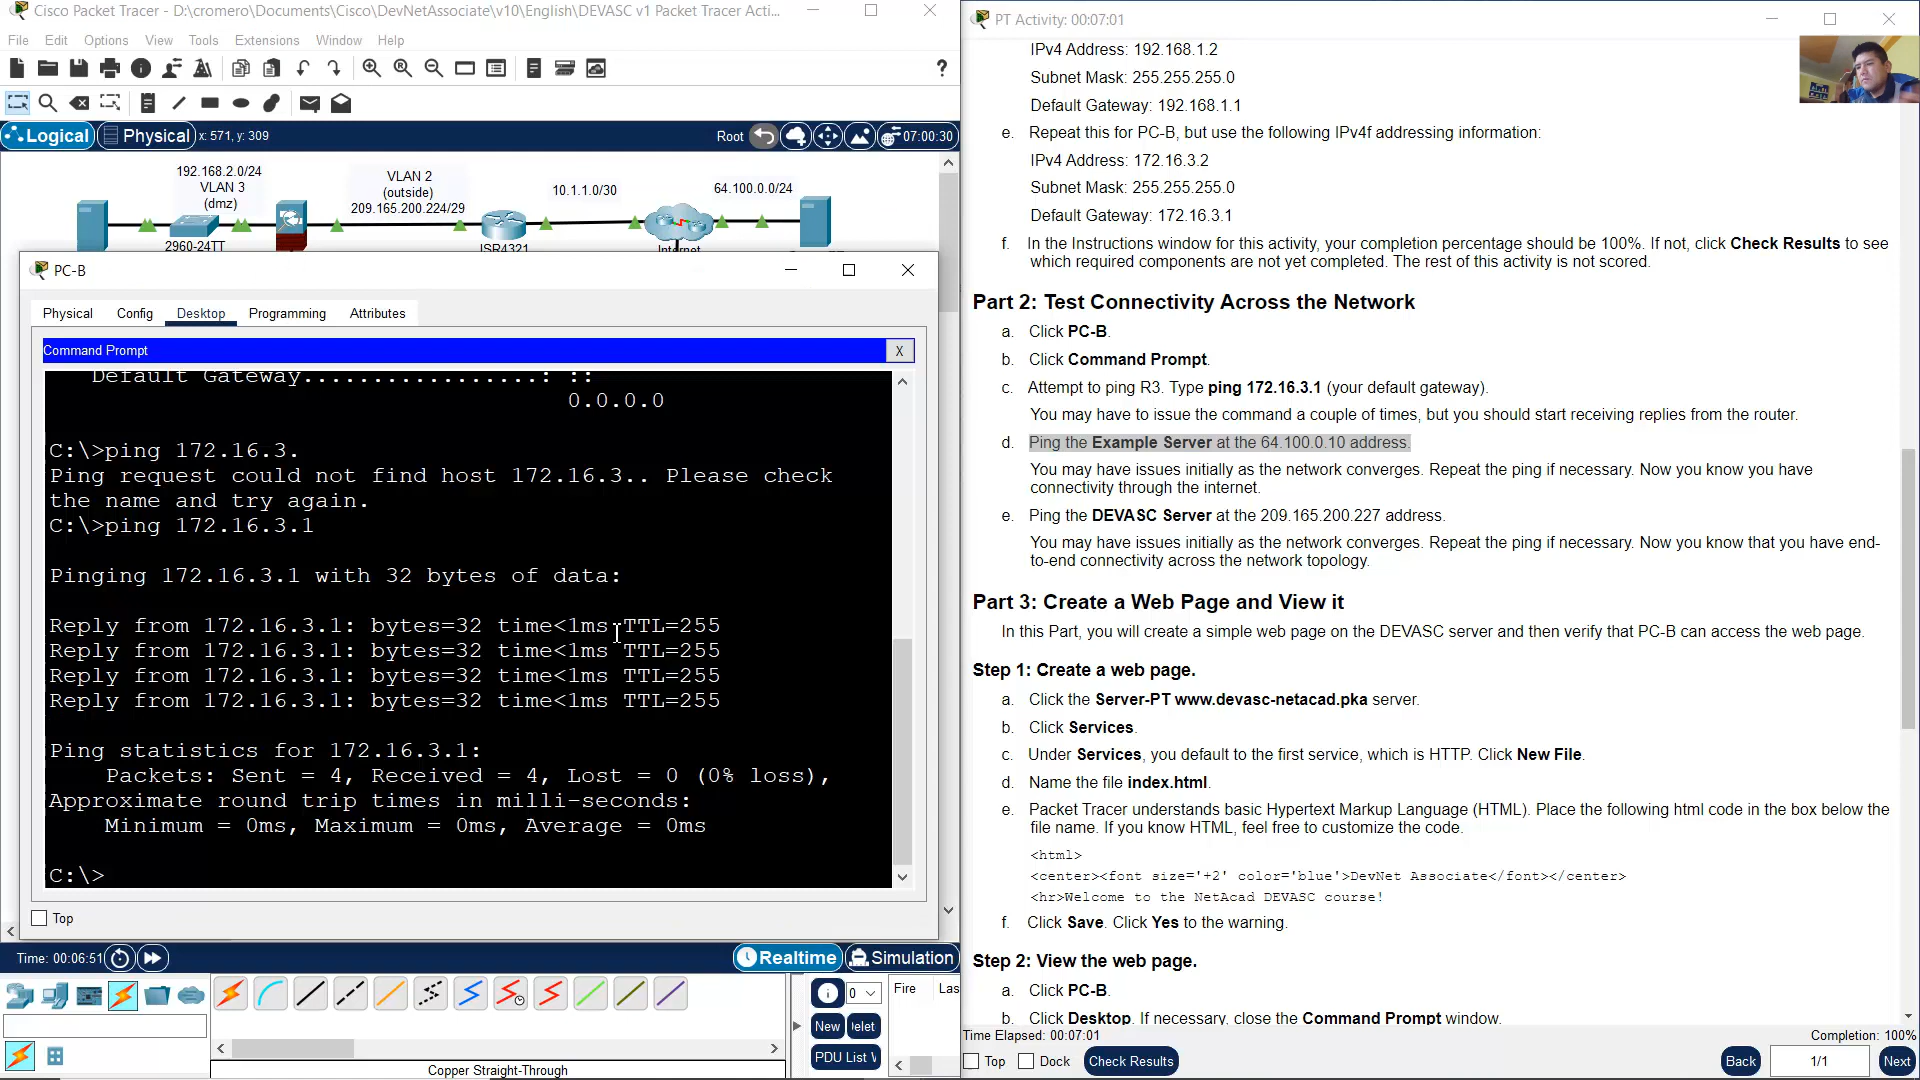 Cisco Packet Tracer - D:\cromero\Documents\Cisco\DevNetAssociate\v10\English\DEVASC v1 Packet Tracer Acti...
File Edit Options View Tools Extensions Window Help
?
Logical Physical x: 571, y: 309 Root 07:00:30
192.168.2.0/24
VLAN 3
(dmz)
VLAN 2
(outside)
209.165.200.224/29
10.1.1.0/30
64.100.0.0/24
2960-24TT
ISR4321
Internet
PC-B
Physical Config Desktop Programming Attributes
Command Prompt X
Default Gateway.................: ::
0.0.0.0
C:\>ping 172.16.3.
Ping request could not find host 172.16.3.. Please check
the name and try again.
C:\>ping 172.16.3.1
Pinging 172.16.3.1 with 32 bytes of data:
Reply from 172.16.3.1: bytes=32 time<1ms TTL=255
Reply from 172.16.3.1: bytes=32 time<1ms TTL=255
Reply from 172.16.3.1: bytes=32 time<1ms TTL=255
Reply from 172.16.3.1: bytes=32 time<1ms TTL=255
Ping statistics for 172.16.3.1:
Packets: Sent = 4, Received = 4, Lost = 0 (0% loss),
Approximate round trip times in milli-seconds:
Minimum = 0ms, Maximum = 0ms, Average = 0ms
C:\>
Top
Time: 00:06:51
Realtime Simulation
0
Fire Las
New elet
PDU List
Copper Straight-Through
PT Activity: 00:07:01
IPv4 Address: 192.168.1.2
Subnet Mask: 255.255.255.0
Default Gateway: 192.168.1.1
e. Repeat this for PC-B, but use the following IPv4f addressing information:
IPv4 Address: 172.16.3.2
Subnet Mask: 255.255.255.0
Default Gateway: 172.16.3.1
f. In the Instructions window for this activity, your completion percentage should be 100%. If not, click Check Results to see
which required components are not yet completed. The rest of this activity is not scored.
Part 2: Test Connectivity Across the Network
a. Click PC-B.
b. Click Command Prompt.
c. Attempt to ping R3. Type ping 172.16.3.1 (your default gateway).
You may have to issue the command a couple of times, but you should start receiving replies from the router.
d. Ping the Example Server at the 64.100.0.10 address.
You may have issues initially as the network converges. Repeat the ping if necessary. Now you know you have
connectivity through the internet.
e. Ping the DEVASC Server at the 209.165.200.227 address.
You may have issues initially as the network converges. Repeat the ping if necessary. Now you know that you have end-
to-end connectivity across the network topology.
Part 3: Create a Web Page and View it
In this Part, you will create a simple web page on the DEVASC server and then verify that PC-B can access the web page.
Step 1: Create a web page.
a. Click the Server-PT www.devasc-netacad.pka server.
b. Click Services.
c. Under Services, you default to the first service, which is HTTP. Click New File.
d. Name the file index.html.
e. Packet Tracer understands basic Hypertext Markup Language (HTML). Place the following html code in the box below the
file name. If you know HTML, feel free to customize the code.
<html>
<center><font size='+2' color='blue'>DevNet Associate</font></center>
<hr>Welcome to the NetAcad DEVASC course!
f. Click Save. Click Yes to the warning.
Step 2: View the web page.
a. Click PC-B.
b. Click Desktop. If necessary, close the Command Prompt window.
Time Elapsed: 00:07:01 Completion: 100%
Top Dock Check Results Back 1/1 Next